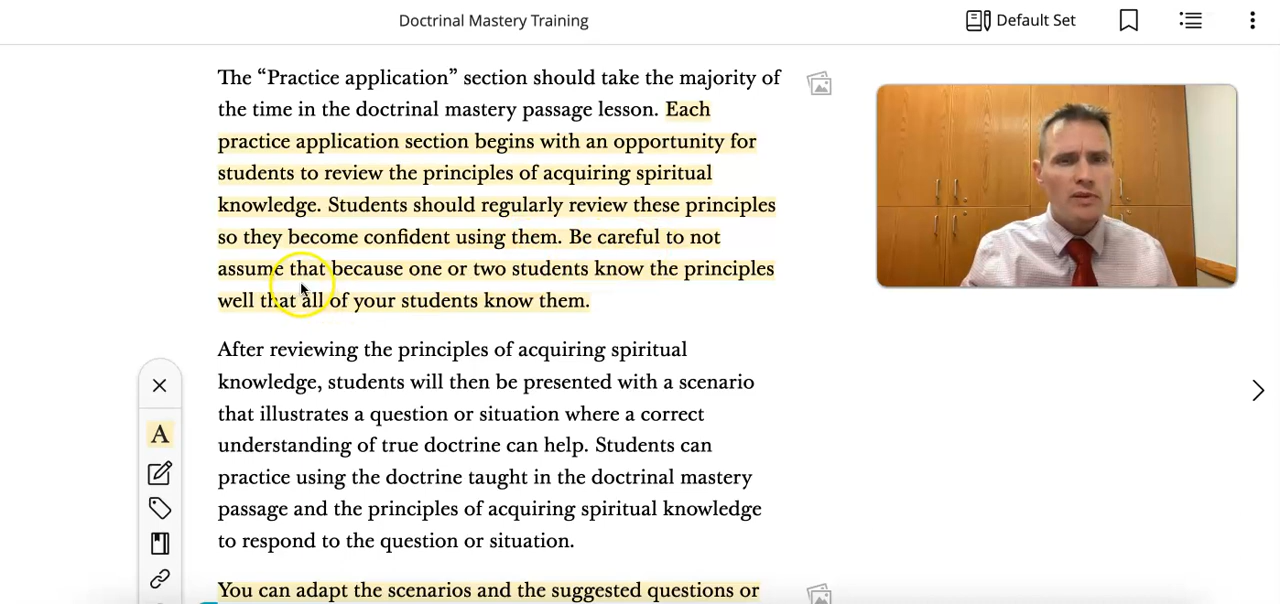 Doctrinal Mastery Training
Default Set
The “Practice application” section should take the majority of
the time in the doctrinal mastery passage lesson. Each
practice application section begins with an opportunity for
students to review the principles of acquiring spiritual
knowledge. Students should regularly review these principles
so they become confident using them. Be careful to not
assume that because one or two students know the principles
well that all of your students know them.
After reviewing the principles of acquiring spiritual
knowledge, students will then be presented with a scenario
that illustrates a question or situation where a correct
understanding of true doctrine can help. Students can
practice using the doctrine taught in the doctrinal mastery
passage and the principles of acquiring spiritual knowledge
to respond to the question or situation.
You can adapt the scenarios and the suggested questions or
A